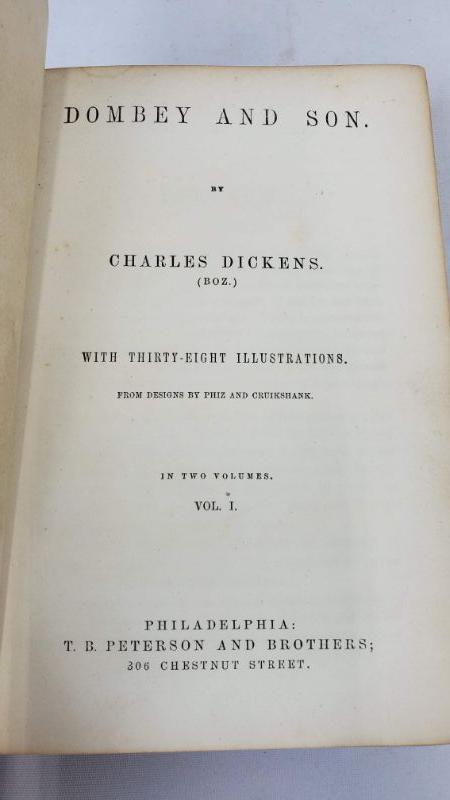 DOMBEY AND SON.
BY
CHARLES DICKENS.
(BOZ.)
WITH THIRTY-EIGHT ILLUSTRATIONS.
FROM DESIGNS BY PHIZ AND CRUIKSHANK.
IN TWO VOLUMES.
VOL. I.
PHILADELPHIA:
T. B. PETERSON AND BROTHERS;
306 CHESTNUT STREET.